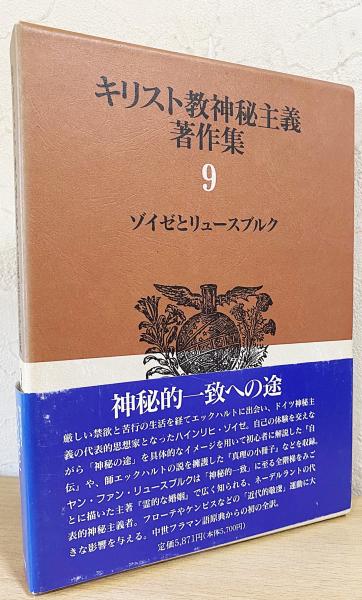 キリスト教神秘主義
著作集
9
ゾイゼとリュースブルク
神秘的一致への途
厳しい禁欲と苦行の生活を経てエックハルトに出会い、ドイツ神秘主
義の代表的思想家となったハインリヒ・ゾイゼ。自己の体験を交えな
がら「神秘の途」を具体的なイメージを用いて初心者に解説した『自
伝』や、師エックハルトの説を擁護した『真理の小冊子』などを収録。
ヤン・ファン・リュースブルクは「神秘的一致」に至る全階梯をみご
とに描いた主著『霊的な婚姻』で広く知られる、ネーデルラントの代
表的神秘主義者。フローテやケンピスなどの「近代的敬虔」運動に大
きな影響を与える。中世フラマン語原典からの初の全訳。
定価5,871円(本体5,700円)